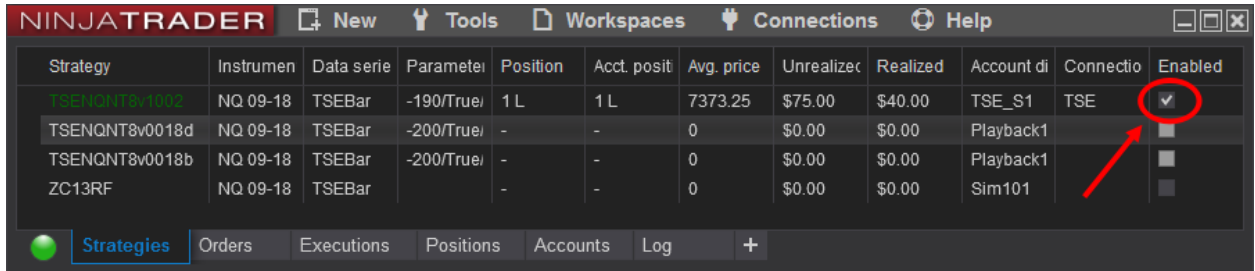 NINJATRADER New Tools Workspaces Connections Help
Strategy Instrumen Data serie Parameter Position Acct. positi Avg. price Unrealized Realized Account di Connectio Enabled
TSENQNT8v1002 NQ 09-18 TSEBar -190/True/ 1 L 1 L 7373.25 $75.00 $40.00 TSE_S1 TSE
TSENQNT8v0018d NQ 09-18 TSEBar -200/True/ - - 0 $0.00 $0.00 Playback1
TSENQNT8v0018b NQ 09-18 TSEBar -200/True/ - - 0 $0.00 $0.00 Playback1
ZC13RF NQ 09-18 TSEBar - - 0 $0.00 $0.00 Sim101
Strategies Orders Executions Positions Accounts Log +